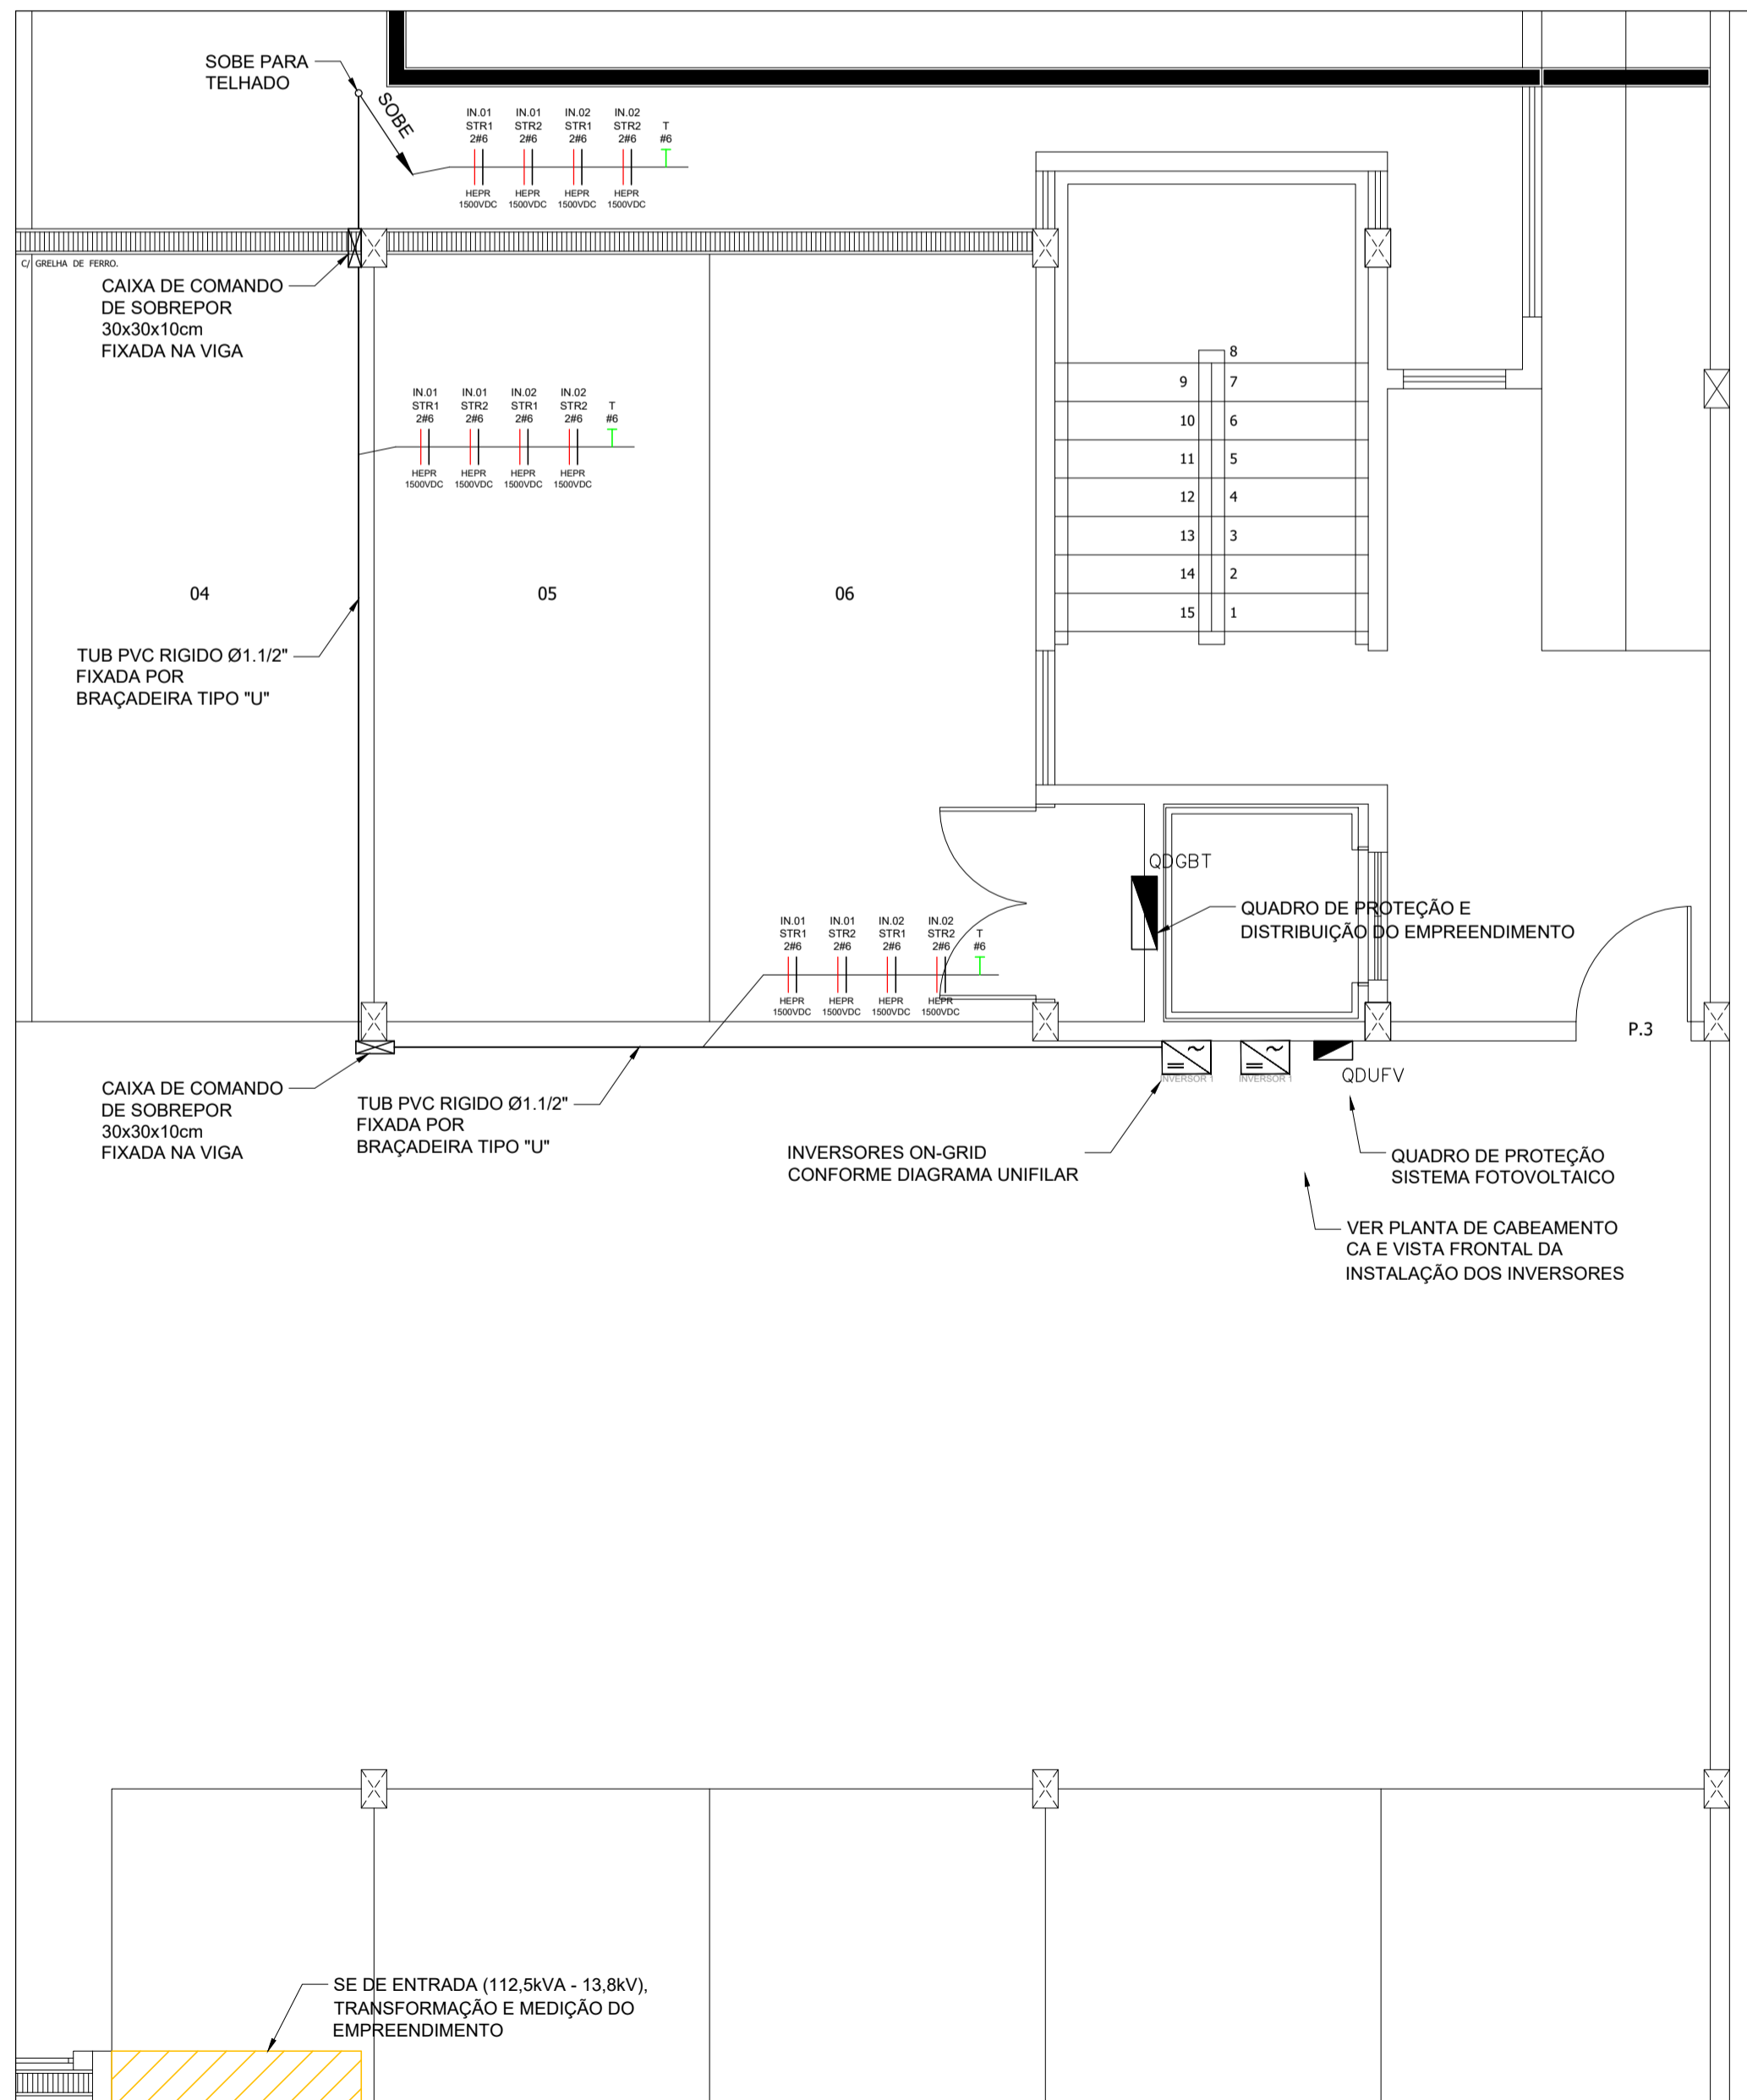 SOBE PARA
TELHADO
SOBE
IN.01 IN.01 IN.02 IN.02
STR1 STR2 STR1 STR2 T
2#6 2#6 2#6 2#6 #6
HEPR HEPR HEPR HEPR
1500VDC 1500VDC 1500VDC 1500VDC
C/ GRELHA DE FERRO.
CAIXA DE COMANDO
DE SOBREPOR
30x30x10cm
FIXADA NA VIGA
IN.01 IN.01 IN.02 IN.02
STR1 STR2 STR1 STR2 T
2#6 2#6 2#6 2#6 #6
HEPR HEPR HEPR HEPR
1500VDC 1500VDC 1500VDC 1500VDC
8
9 7
10 6
11 5
12 4
13 3
14 2
15 1
04 05 06
TUB PVC RIGIDO Ø1.1/2"
FIXADA POR
BRAÇADEIRA TIPO "U"
QDGBT
QUADRO DE PROTEÇÃO E
DISTRIBUIÇÃO DO EMPREENDIMENTO
IN.01 IN.01 IN.02 IN.02
STR1 STR2 STR1 STR2 T
2#6 2#6 2#6 2#6 #6
HEPR HEPR HEPR HEPR
1500VDC 1500VDC 1500VDC 1500VDC
P.3
INVERSOR 1 INVERSOR 1
QDUFV
CAIXA DE COMANDO
DE SOBREPOR
30x30x10cm
FIXADA NA VIGA
TUB PVC RIGIDO Ø1.1/2"
FIXADA POR
BRAÇADEIRA TIPO "U"
INVERSORES ON-GRID
CONFORME DIAGRAMA UNIFILAR
QUADRO DE PROTEÇÃO
SISTEMA FOTOVOLTAICO
VER PLANTA DE CABEAMENTO
CA E VISTA FRONTAL DA
INSTALAÇÃO DOS INVERSORES
SE DE ENTRADA (112,5kVA - 13,8kV),
TRANSFORMAÇÃO E MEDIÇÃO DO
EMPREENDIMENTO